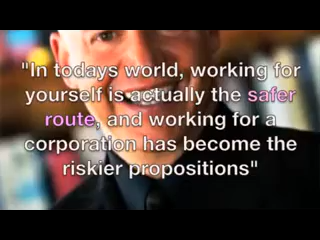 "In todays world, working for
yourself is actually the safer
route, and working for a
corporation has become the
riskier propositions"